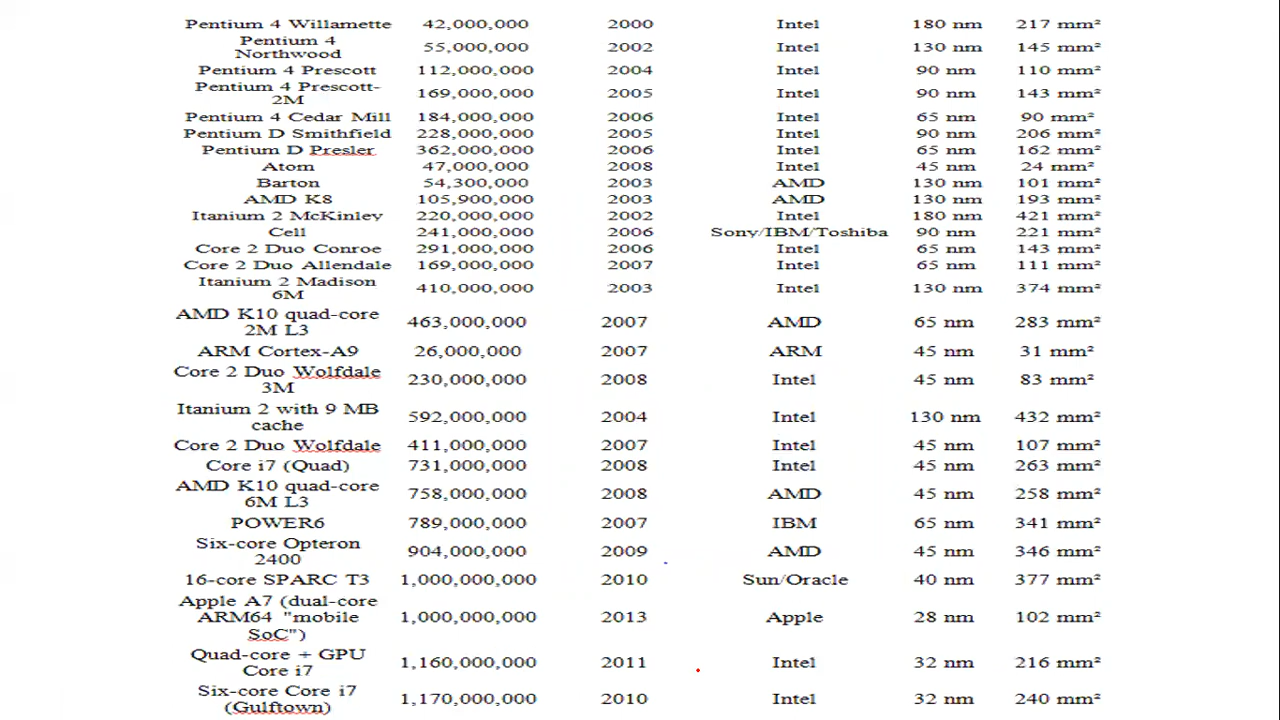 Pentium 4 Willamette 42,000,000 2000 Intel 180 nm 217 mm²
Pentium 4
Northwood 55,000,000 2002 Intel 130 nm 145 mm²
Pentium 4 Prescott 112,000,000 2004 Intel 90 nm 110 mm²
Pentium 4 Prescott-
2M 169,000,000 2005 Intel 90 nm 143 mm²
Pentium 4 Cedar Mill 184,000,000 2006 Intel 65 nm 90 mm²
Pentium D Smithfield 228,000,000 2005 Intel 90 nm 206 mm²
Pentium D Presler 362,000,000 2006 Intel 65 nm 162 mm²
Atom 47,000,000 2008 Intel 45 nm 24 mm²
Barton 54,300,000 2003 AMD 130 nm 101 mm²
AMD K8 105,900,000 2003 AMD 130 nm 193 mm²
Itanium 2 McKinley 220,000,000 2002 Intel 180 nm 421 mm²
Cell 241,000,000 2006 Sony/IBM/Toshiba 90 nm 221 mm²
Core 2 Duo Conroe 291,000,000 2006 Intel 65 nm 143 mm²
Core 2 Duo Allendale 169,000,000 2007 Intel 65 nm 111 mm²
Itanium 2 Madison
6M 410,000,000 2003 Intel 130 nm 374 mm²
AMD K10 quad-core
2M L3 463,000,000 2007 AMD 65 nm 283 mm²
ARM Cortex-A9 26,000,000 2007 ARM 45 nm 31 mm²
Core 2 Duo Wolfdale
3M 230,000,000 2008 Intel 45 nm 83 mm²
Itanium 2 with 9 MB
cache 592,000,000 2004 Intel 130 nm 432 mm²
Core 2 Duo Wolfdale 411,000,000 2007 Intel 45 nm 107 mm²
Core i7 (Quad) 731,000,000 2008 Intel 45 nm 263 mm²
AMD K10 quad-core
6M L3 758,000,000 2008 AMD 45 nm 258 mm²
POWER6 789,000,000 2007 IBM 65 nm 341 mm²
Six-core Opteron
2400 904,000,000 2009 AMD 45 nm 346 mm²
16-core SPARC T3 1,000,000,000 2010 Sun/Oracle 40 nm 377 mm²
Apple A7 (dual-core
ARM64 "mobile
SoC") 1,000,000,000 2013 Apple 28 nm 102 mm²
Quad-core + GPU
Core i7 1,160,000,000 2011 Intel 32 nm 216 mm²
Six-core Core i7
(Gulftown) 1,170,000,000 2010 Intel 32 nm 240 mm²